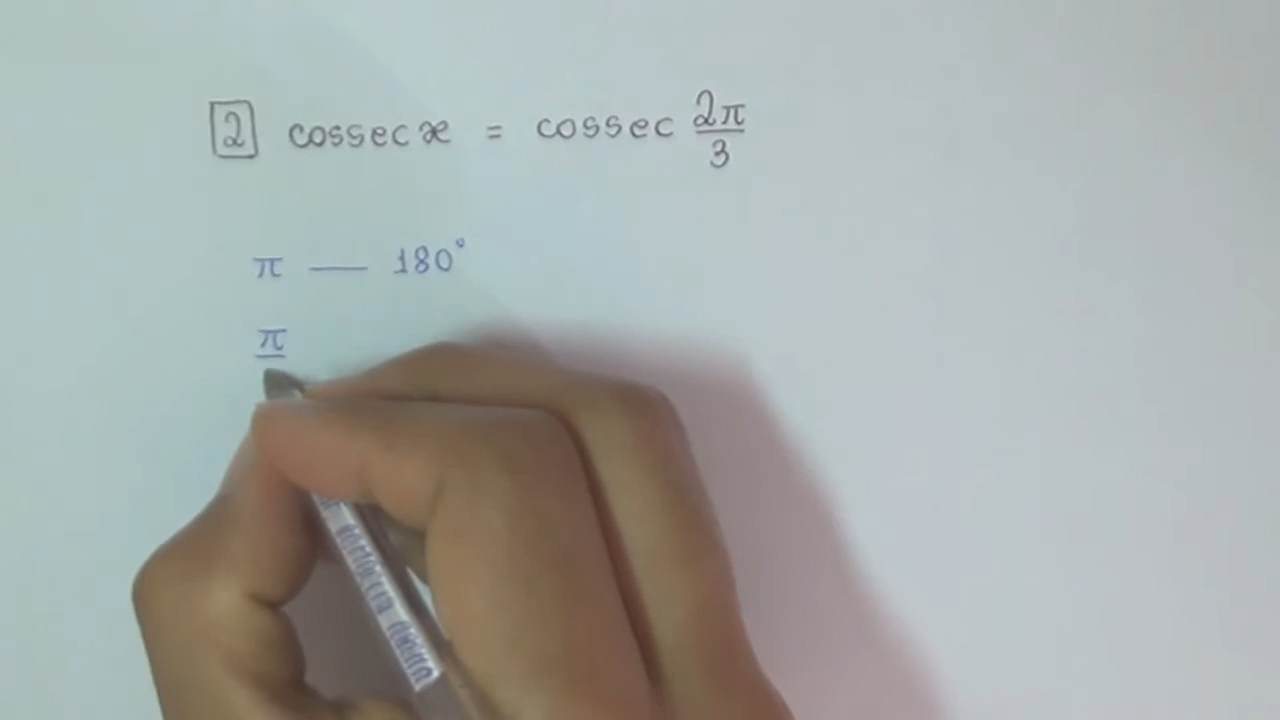 2 cossec x = cossec 2π/3
π — 180°
π